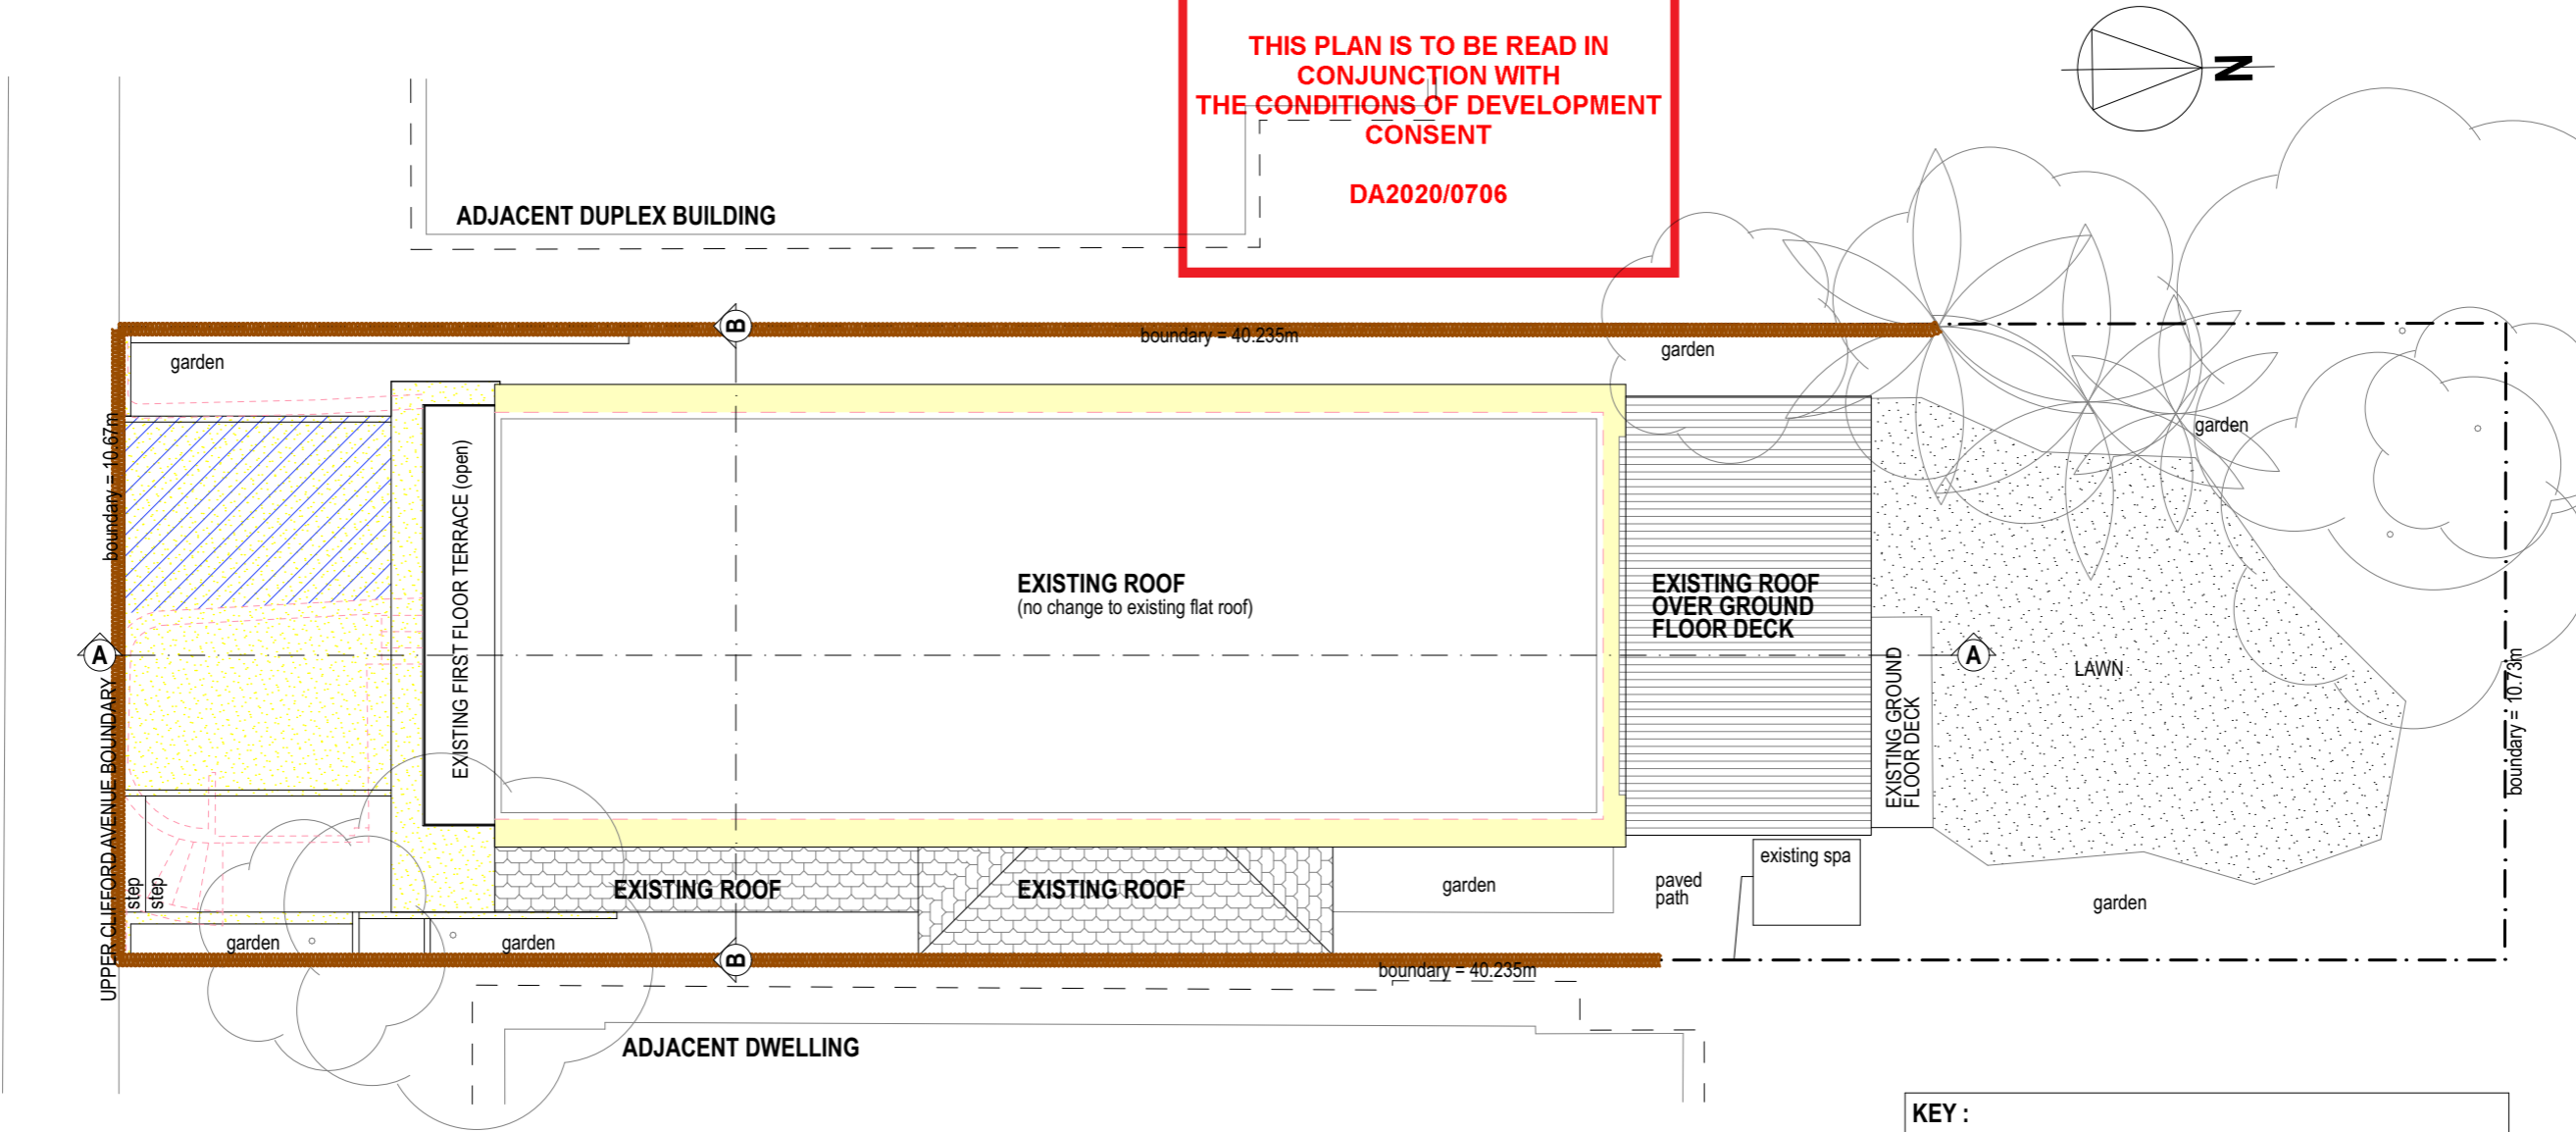 THIS PLAN IS TO BE READ IN
CONJUNCTION WITH
THE CONDITIONS OF DEVELOPMENT
CONSENT
DA2020/0706
N
ADJACENT DUPLEX BUILDING
B
boundary = 40.235m
garden
garden
boundary = 10.67m
EXISTING FIRST FLOOR TERRACE (open)
garden
EXISTING ROOF
(no change to existing flat roof)
EXISTING ROOF
OVER GROUND
FLOOR DECK
A
A
LAWN
EXISTING GROUND
FLOOR DECK
boundary = 10.73m
UPPER CLIFFORD AVENUE BOUNDARY
step
step
EXISTING ROOF
EXISTING ROOF
garden
paved
path
existing spa
garden
garden
garden
B
boundary = 40.235m
ADJACENT DWELLING
KEY :